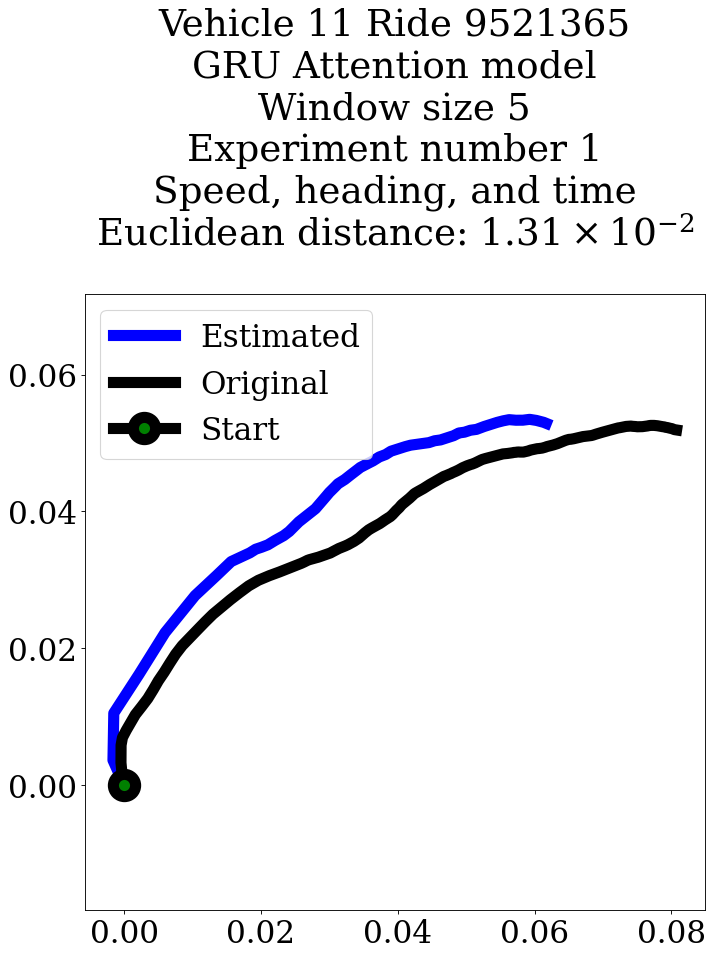 Vehicle 11 Ride 9521365
GRU Attention model
Window size 5
Experiment number 1
Speed, heading, and time
Euclidean distance: 1.31 × 10⁻²
Estimated
Original
Start
0.06
0.04
0.02
0.00
0.00 0.02 0.04 0.06 0.08